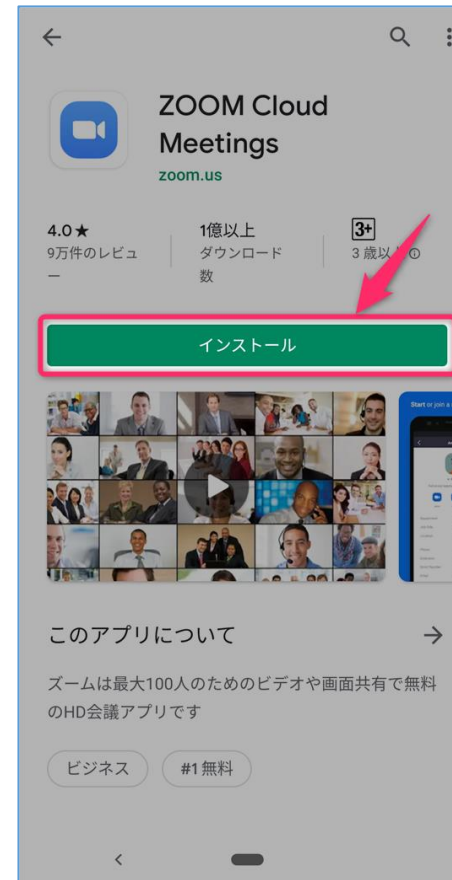 ZOOM Cloud
Meetings
zoom.us
4.0★
9万件のレビュ
ー
1億以上
ダウンロード
数
3+
インストール
Start or join a
このアプリについて
ズームは最大100人のためのビデオや画面共有で無料
のHD会議アプリです
ビジネス
#1 無料